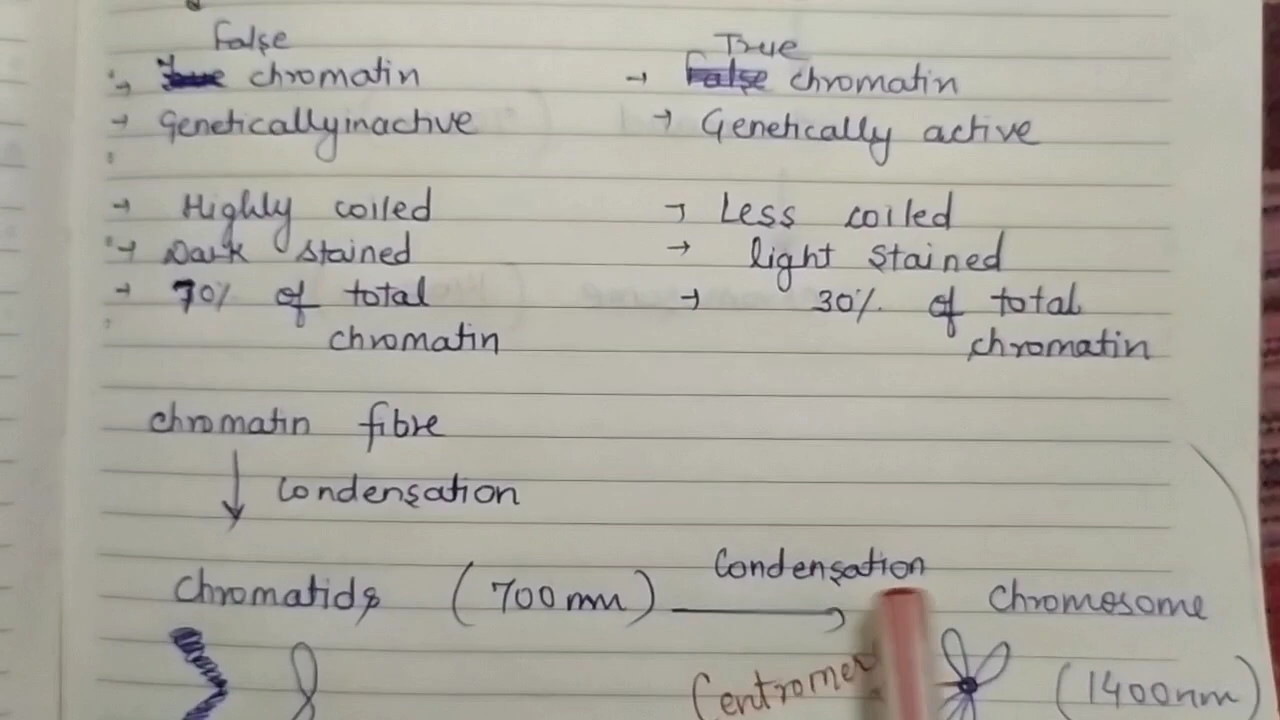 False
True chromatin
→ Genetically inactive
→ Highly coiled
→ Dark stained
→ 70% of total
chromatin
True
→ False chromatin
→ Genetically active
→ Less coiled
→ light stained
→ 30% of total
chromatin
chromatin fibre
↓ Condensation
Chromatids (700nm) Condensation → Chromosome
Centromer
(1400nm)